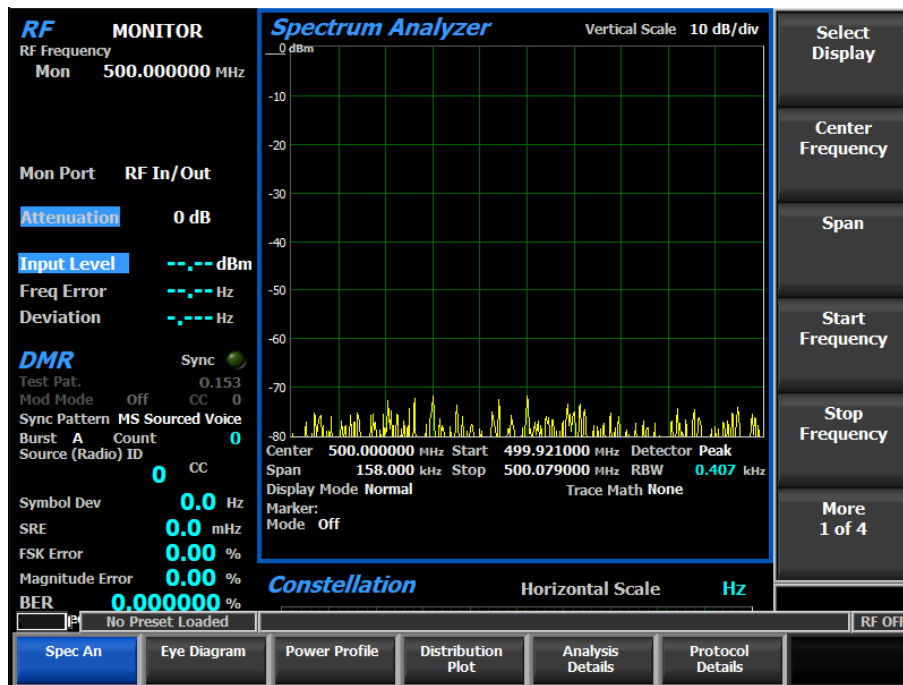 RF MONITOR
RF Frequency
Mon 500.000000 MHz
Mon Port RF In/Out
Attenuation 0 dB
Input Level --.-- dBm
Freq Error --.-- Hz
Deviation -.--- Hz
DMR Sync
Test Pat. 0.153
Mod Mode Off CC 0
Sync Pattern MS Sourced Voice
Burst A Count 0
Source (Radio) ID
0 CC
Symbol Dev 0.0 Hz
SRE 0.0 mHz
FSK Error 0.00 %
Magnitude Error 0.00 %
BER 0.000000 %
Spectrum Analyzer Vertical Scale 10 dB/div
0 dBm
-10
-20
-30
-40
-50
-60
-70
-80
Center 500.000000 MHz Start 499.921000 MHz Detector Peak
Span 158.000 kHz Stop 500.079000 MHz RBW 0.407 kHz
Display Mode Normal Trace Math None
Marker:
Mode Off
Constellation Horizontal Scale Hz
Select
Display
Center
Frequency
Span
Start
Frequency
Stop
Frequency
More
1 of 4
No Preset Loaded RF OFF
Spec An Eye Diagram Power Profile Distribution Plot Analysis Details Protocol Details